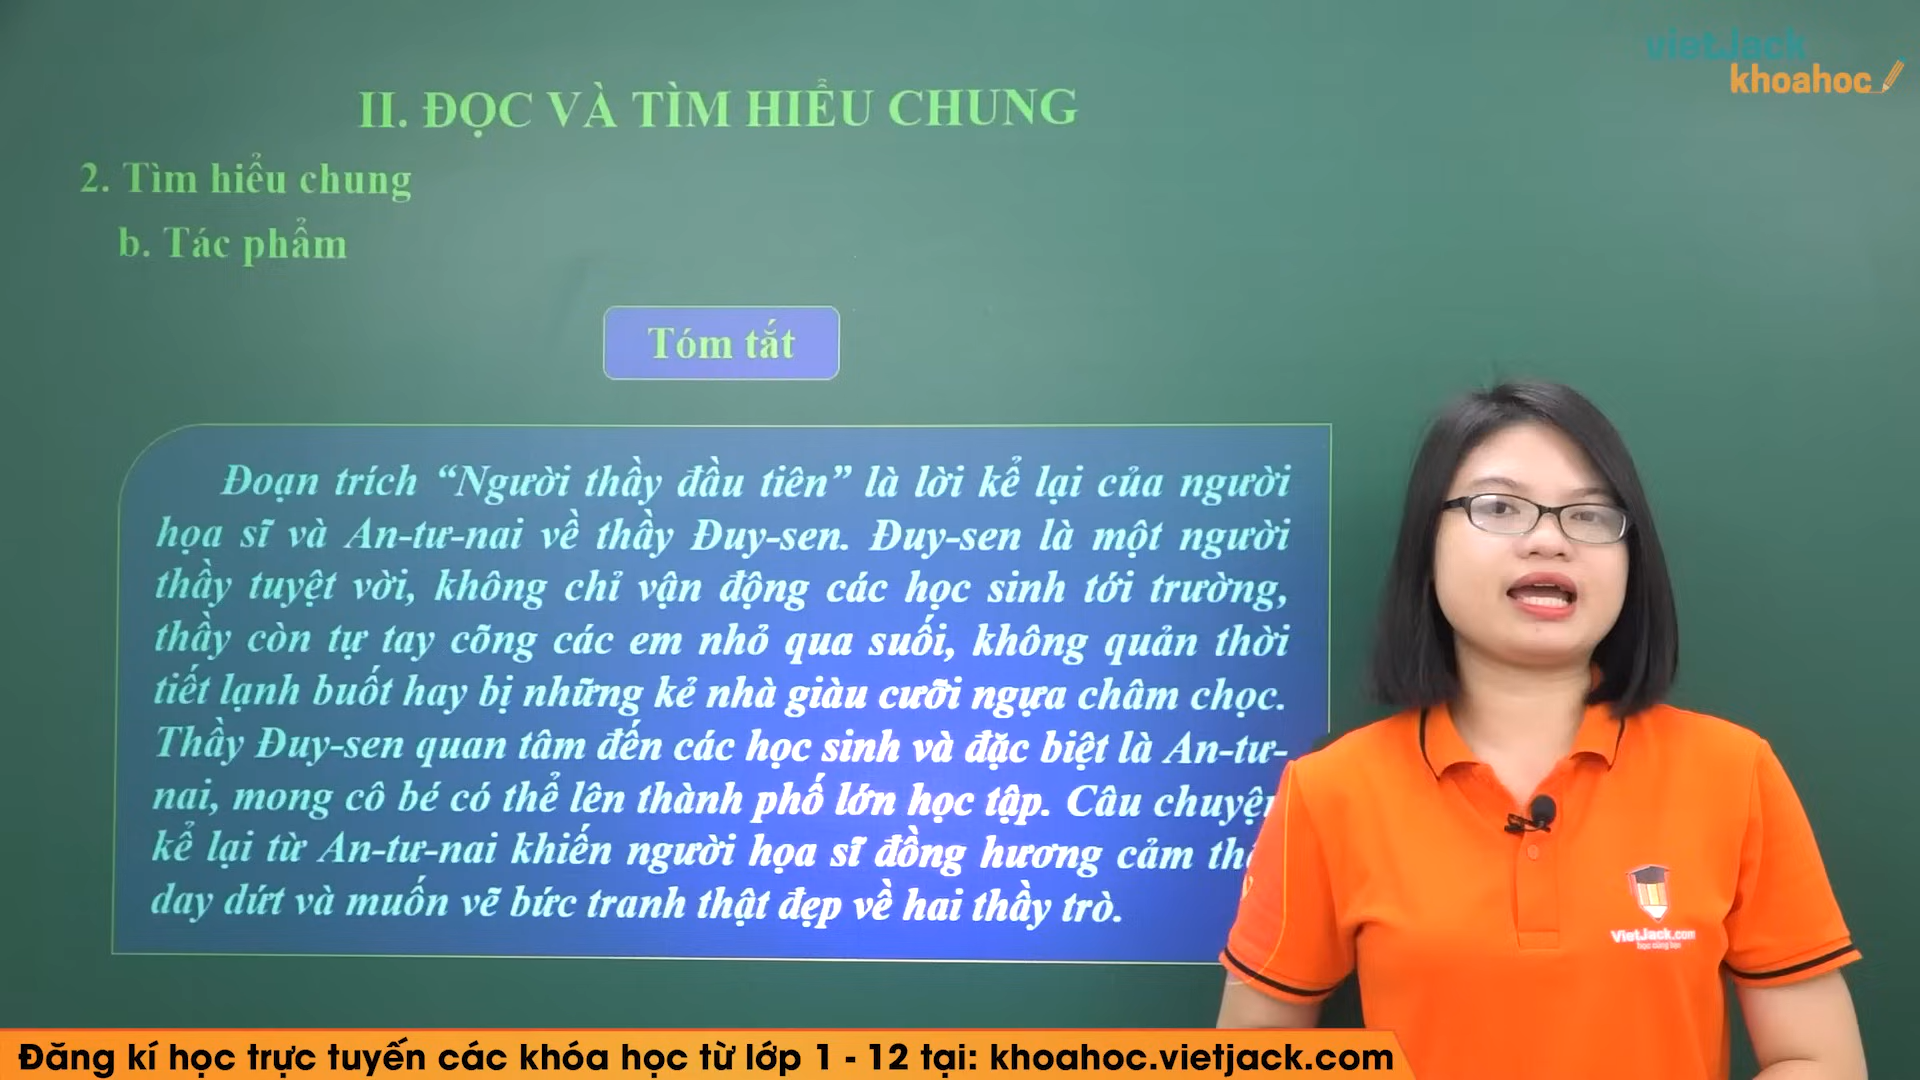 vietJack
khoahoc
II. ĐỌC VÀ TÌM HIỂU CHUNG
2. Tìm hiểu chung
b. Tác phẩm
Tóm tắt
Đoạn trích “Người thầy đầu tiên” là lời kể lại của người
họa sĩ và An-tư-nai về thầy Đuy-sen. Đuy-sen là một người
thầy tuyệt vời, không chỉ vận động các học sinh tới trường,
thầy còn tự tay cõng các em nhỏ qua suối, không quản thời
tiết lạnh buốt hay bị những kẻ nhà giàu cưỡi ngựa châm chọc.
Thầy Đuy-sen quan tâm đến các học sinh và đặc biệt là An-tư-
nai, mong cô bé có thể lên thành phố lớn học tập. Câu
kể lại từ An-tư-nai khiến người họa sĩ đồng hương cảm
day dứt và muốn vẽ bức tranh thật đẹp về hai thầy trò.
VietJack.com
học cùng bạn
Đăng kí học trực tuyến các khóa học từ lớp 1 - 12 tại: khoahoc.vietjack.com